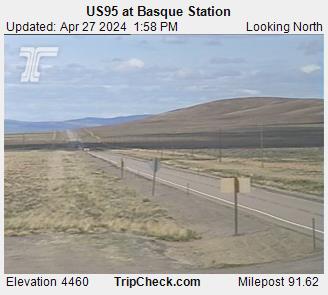 US95 at Basque Station
Updated: Apr 27 2024 1:58 PM Looking North
Elevation 4460 TripCheck.com Milepost 91.62